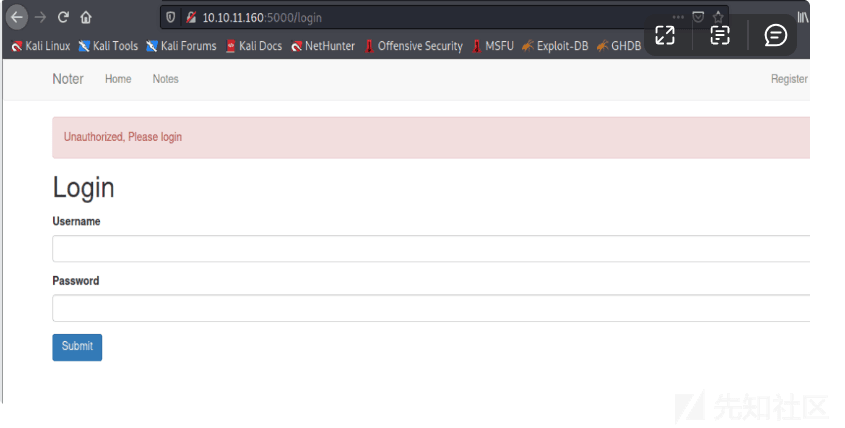 10.10.11.160:5000/login
Kali Linux Kali Tools Kali Forums Kali Docs NetHunter Offensive Security MSFU Exploit-DB GHDB
Noter Home Notes Register
Unauthorized, Please login
Login
Username
Password
Submit
先知社区